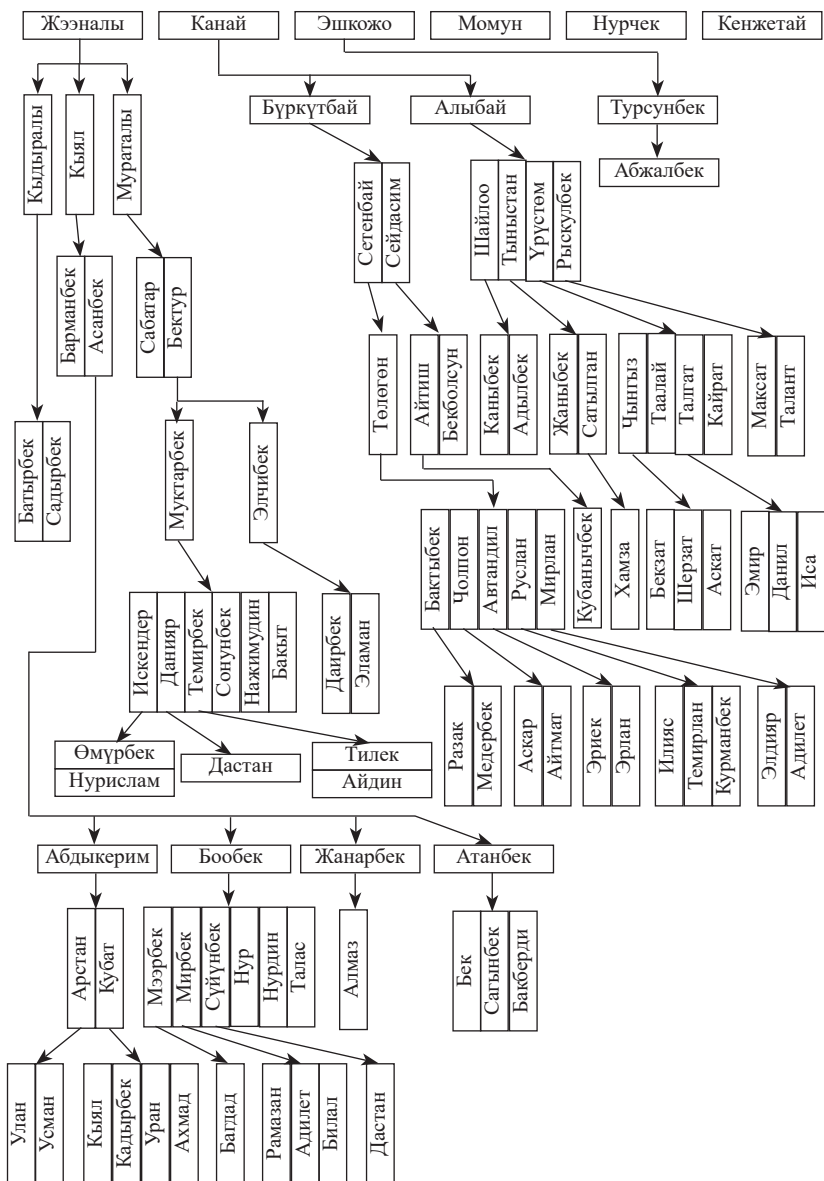 Жээналы
Канай
Эшкожо
Момун
Нурчек
Кенжетай
Кыдыралы
Кыял
Мураталы
Бүркүтбай
Алыбай
Турсунбек
Абжалбек
Сетенбай
Сейдасим
Шайлоо
Тыныстан
Үрүстөм
Рыскулбек
Барманбек
Асанбек
Сабатар
Бектур
Төлөгөн
Айтиш
Бекболсун
Каныбек
Адылбек
Жаныбек
Сатылган
Чынгыз
Таалай
Талгат
Кайрат
Максат
Талант
Батырбек
Садырбек
Муктарбек
Элчибек
Бактыбек
Чолпон
Автандил
Руслан
Мирлан
Кубанычбек
Хамза
Бекзат
Шерзат
Аскат
Эмир
Данил
Иса
Искендер
Данияр
Темирбек
Сонунбек
Нажимудин
Бакыт
Даирбек
Эламан
Разак
Медербек
Аскар
Айтмат
Эриек
Эрлан
Илияс
Темирлан
Курманбек
Элдияр
Адилет
Өмүрбек
Нурислам
Дастан
Тилек
Айдин
Абдыкерим
Бообек
Жанарбек
Атанбек
Арстан
Кубат
Мээрбек
Мирбек
Сүйүнбек
Нур
Нурдин
Талас
Алмаз
Бек
Сагынбек
Бакберди
Улан
Усман
Кыял
Кадырбек
Уран
Ахмад
Багдад
Рамазан
Адилет
Билал
Дастан